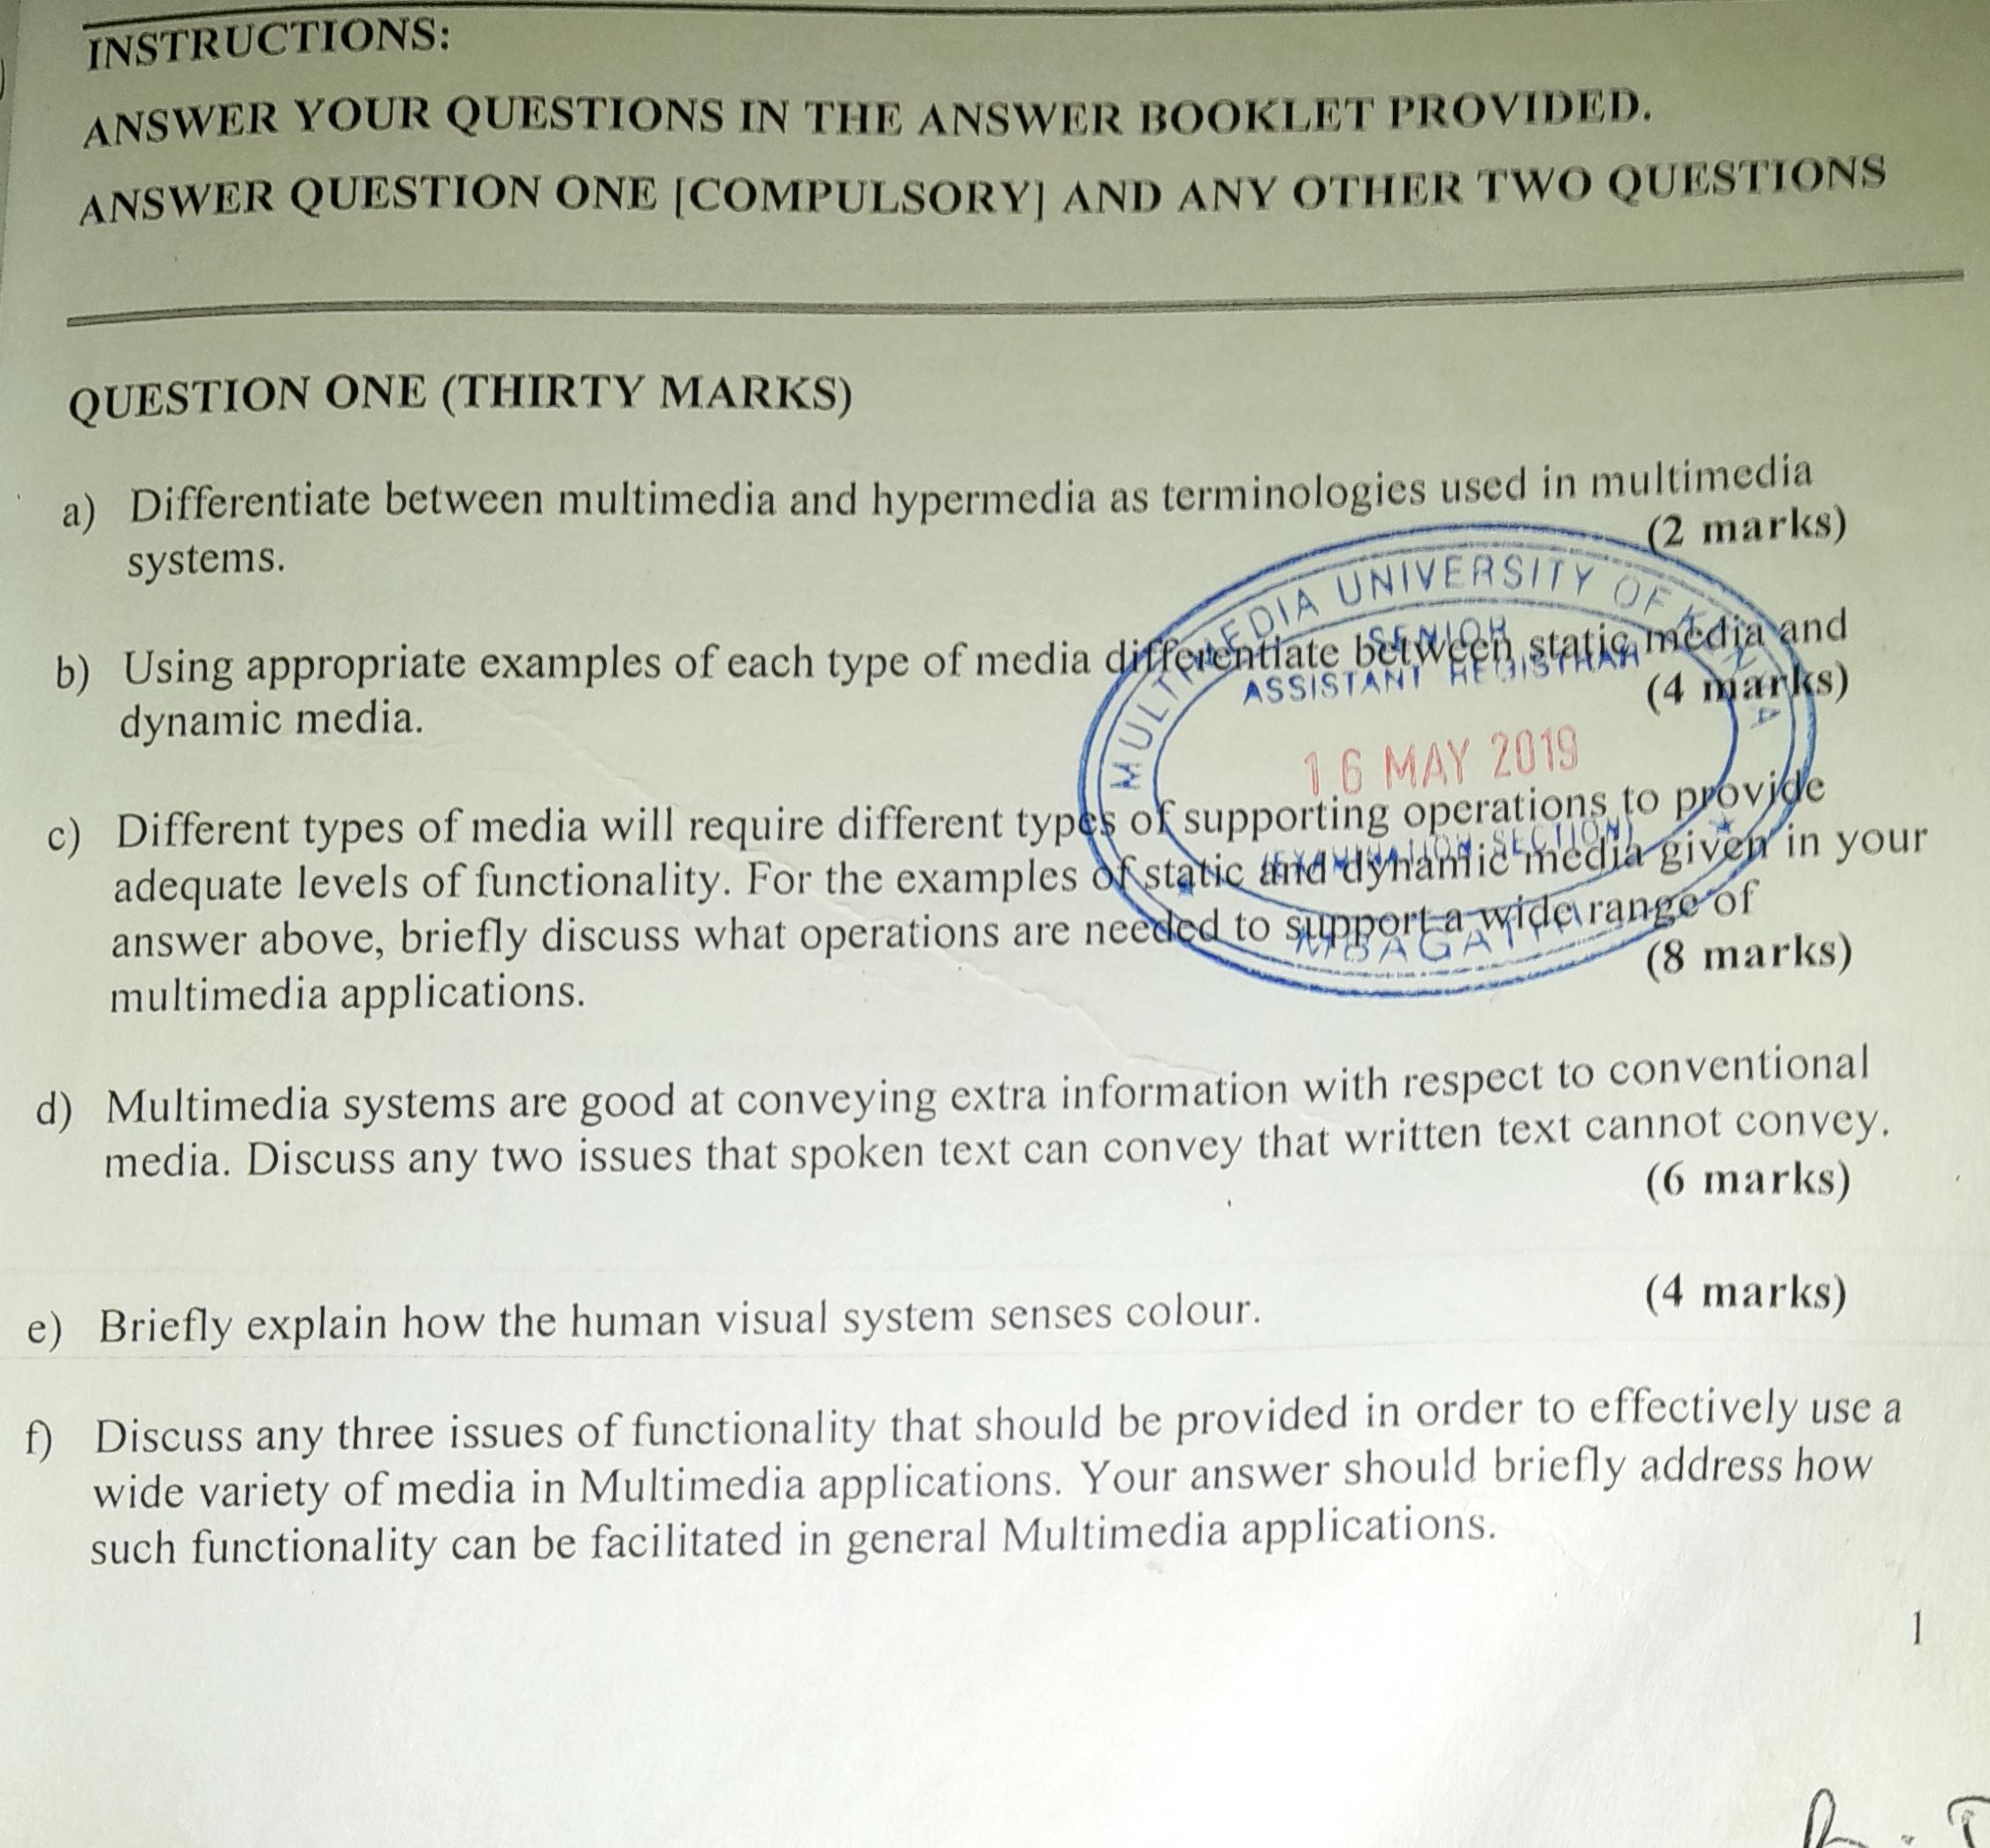 INSTRUCTIONS:
ANSWER YOUR QUESTIONS IN THE ANSWER BOOKLET PROVIDED.
ANSWER QUESTION ONE [COMPULSORY] AND ANY OTHER TWO QUESTIONS
QUESTION ONE (THIRTY MARKS)
a) Differentiate between multimedia and hypermedia as terminologies used in multimedia
systems.
(2 marks)
b) Using appropriate examples of each type of media differentiate between static media and
dynamic media.
(4 marks)
c) Different types of media will require different types of supporting operations to provide
adequate levels of functionality. For the examples of static and dynamic media given in your
answer above, briefly discuss what operations are needed to support a wide range of
multimedia applications.
(8 marks)
d) Multimedia systems are good at conveying extra information with respect to conventional
media. Discuss any two issues that spoken text can convey that written text cannot convey.
(6 marks)
e) Briefly explain how the human visual system senses colour.
(4 marks)
f) Discuss any three issues of functionality that should be provided in order to effectively use a
wide variety of media in Multimedia applications. Your answer should briefly address how
such functionality can be facilitated in general Multimedia applications.
1
MULTIMEDIA UNIVERSITY OF KENYA
SENIOR
ASSISTANT REGISTRAR
16 MAY 2019
(EXAMINATION SECTION)